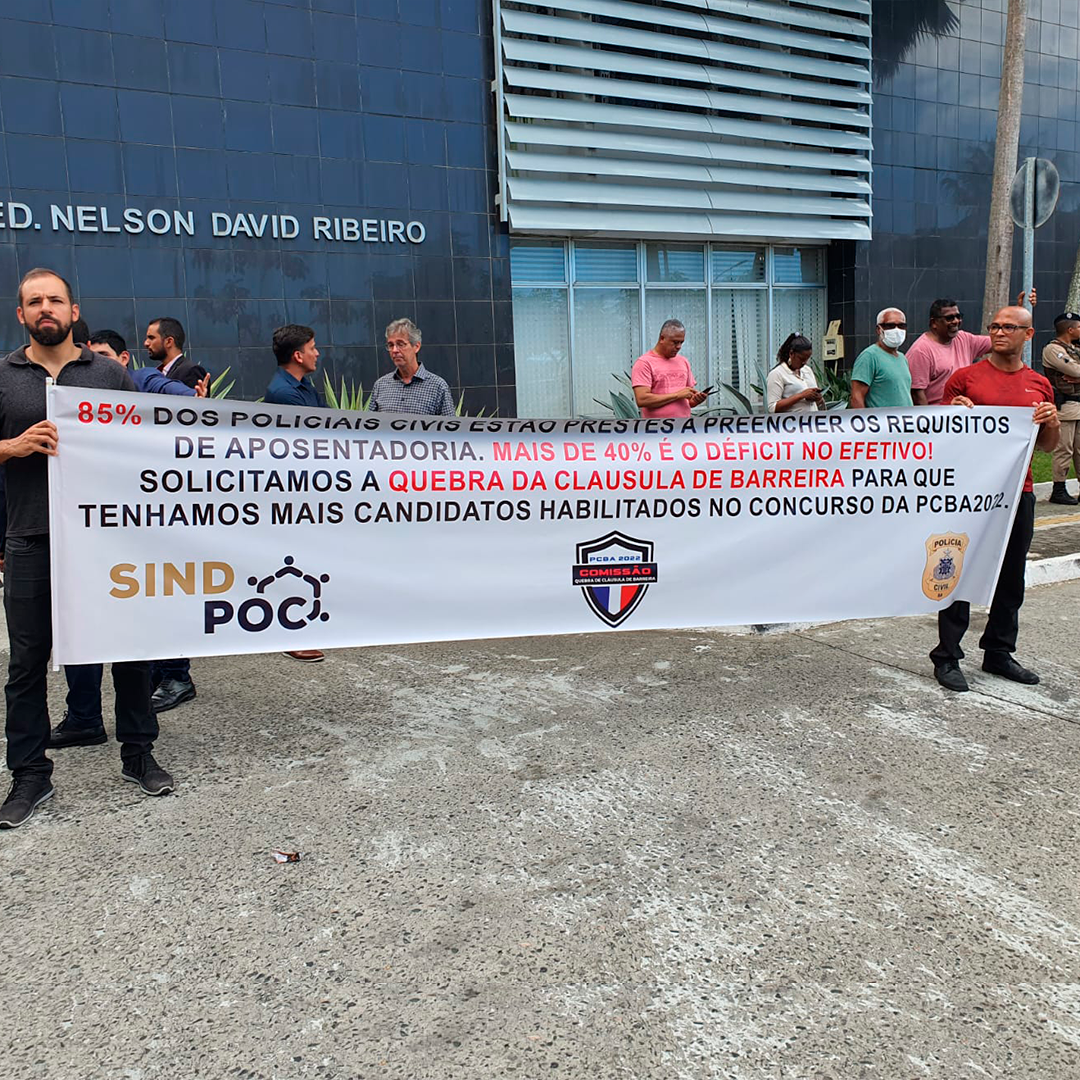 ED. NELSON DAVID RIBEIRO
85% DOS POLICIAIS CIVIS ESTÃO PRESTES A PREENCHER OS REQUISITOS
DE APOSENTADORIA. MAIS DE 40% É O DÉFICIT NO EFETIVO!
SOLICITAMOS A QUEBRA DA CLAUSULA DE BARREIRA PARA QUE
TENHAMOS MAIS CANDIDATOS HABILITADOS NO CONCURSO DA PCBA2022.
SIND
POC
PCBA 2022
COMISSÃO
QUEBRA DE CLÁUSULA DE BARREIRA
POLÍCIA
CIVIL
BA